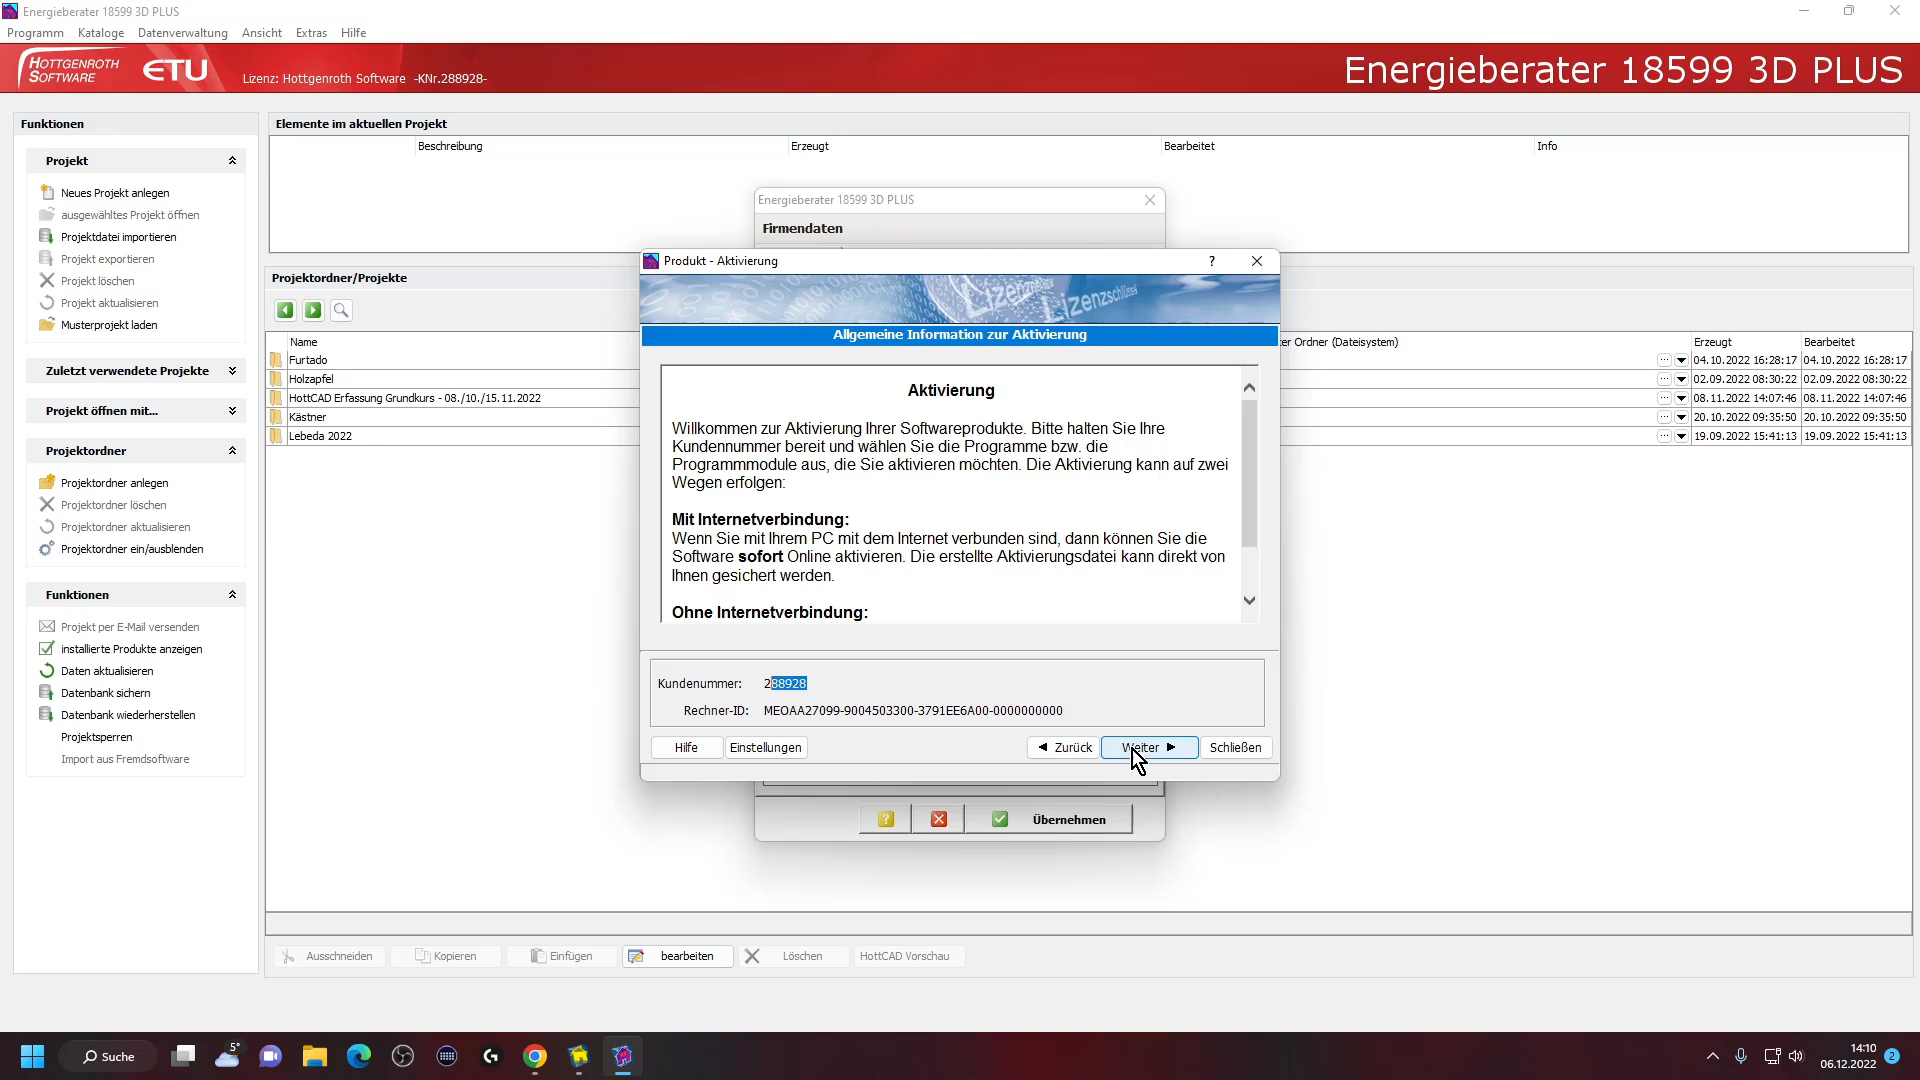 Energieberater 18599 3D PLUS
Programm Kataloge Datenverwaltung Ansicht Extras Hilfe
HOTTGENROTH
SOFTWARE
ETU
Lizenz: Hottgenroth Software -KNr.288928-
Energieberater 18599 3D PLUS
Funktionen
Projekt
Neues Projekt anlegen
ausgewähltes Projekt öffnen
Projektdatei importieren
Projekt exportieren
Projekt löschen
Projekt aktualisieren
Musterprojekt laden
Zuletzt verwendete Projekte
Projekt öffnen mit...
Projektordner
Projektordner anlegen
Projektordner löschen
Projektordner aktualisieren
Projektordner ein/ausblenden
Funktionen
Projekt per E-Mail versenden
installierte Produkte anzeigen
Daten aktualisieren
Datenbank sichern
Datenbank wiederherstellen
Projektsperren
Import aus Fremdsoftware
Elemente im aktuellen Projekt
Beschreibung Erzeugt Bearbeitet Info
Projektordner/Projekte
Name er Ordner (Dateisystem) Erzeugt Bearbeitet
Furtado 04.10.2022 16:28:17 04.10.2022 16:28:17
Holzapfel 02.09.2022 08:30:22 02.09.2022 08:30:22
HottCAD Erfassung Grundkurs - 08./10./15.11.2022 08.11.2022 14:07:46 08.11.2022 14:07:46
Kästner 20.10.2022 09:35:50 20.10.2022 09:35:50
Lebeda 2022 19.09.2022 15:41:13 19.09.2022 15:41:13
Energieberater 18599 3D PLUS
Firmendaten
Produkt - Aktivierung
Lizenzschlüssel
Allgemeine Information zur Aktivierung
Aktivierung
Willkommen zur Aktivierung Ihrer Softwareprodukte. Bitte halten Sie Ihre
Kundennummer bereit und wählen Sie die Programme bzw. die
Programmmodule aus, die Sie aktivieren möchten. Die Aktivierung kann auf zwei
Wegen erfolgen:
Mit Internetverbindung:
Wenn Sie mit Ihrem PC mit dem Internet verbunden sind, dann können Sie die
Software sofort Online aktivieren. Die erstellte Aktivierungsdatei kann direkt von
Ihnen gesichert werden.
Ohne Internetverbindung:
Kundennummer: 288928
Rechner-ID: MEOAA27099-9004503300-3791EE6A00-0000000000
Hilfe Einstellungen Zurück Weiter Schließen
Übernehmen
Ausschneiden Kopieren Einfügen bearbeiten Löschen HottCAD Vorschau
5°
Suche
14:10
06.12.2022
2